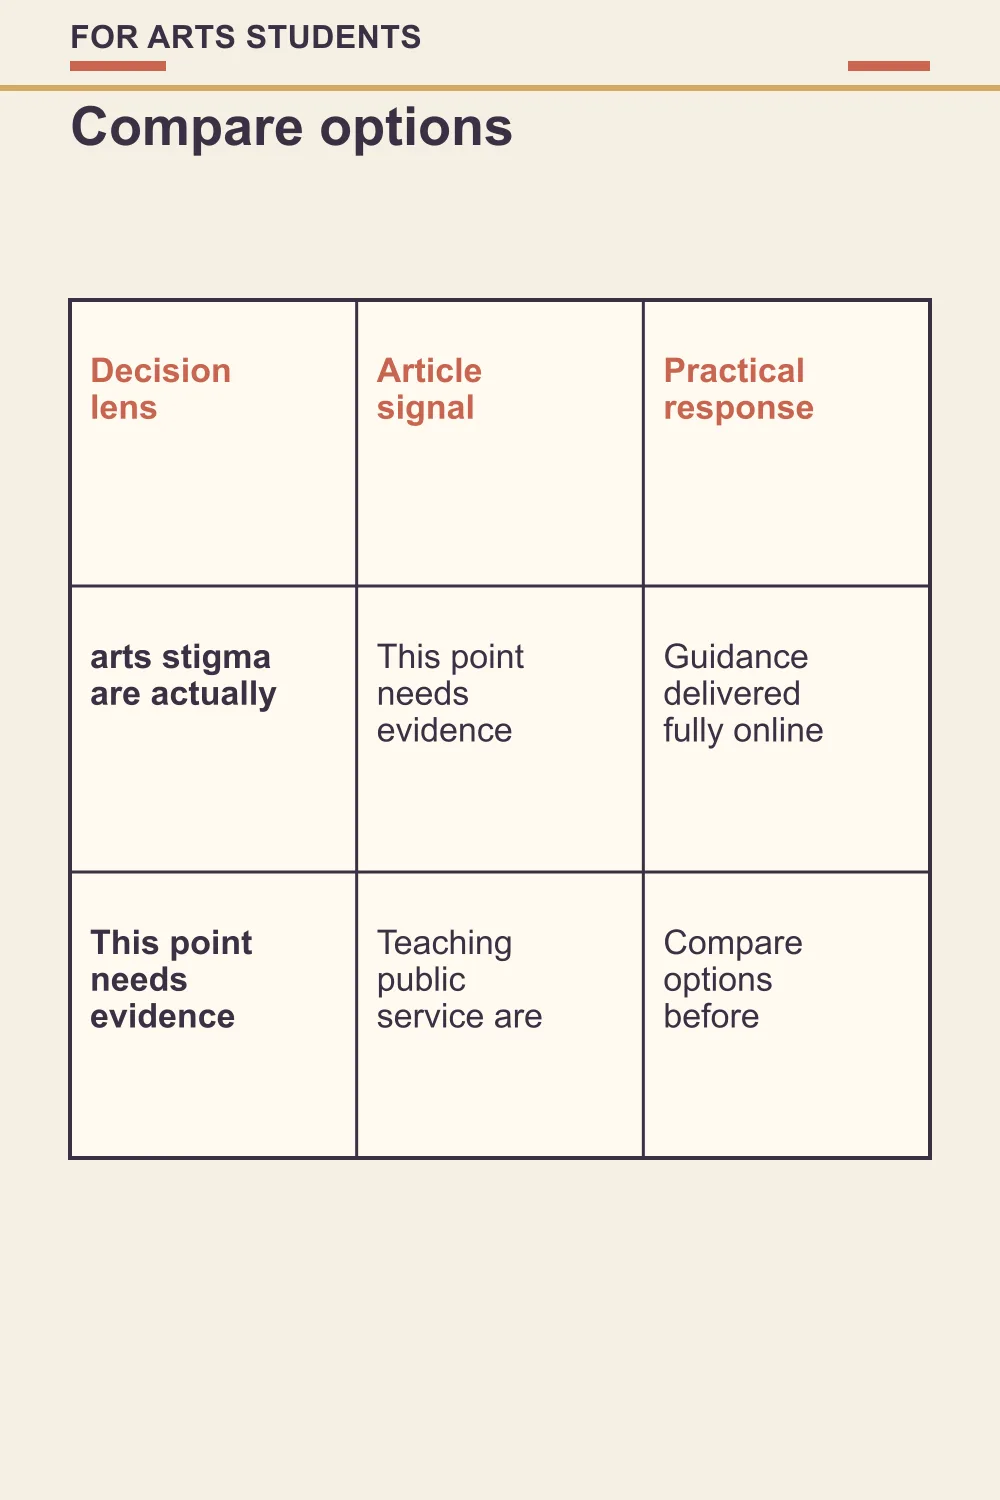 FOR ARTS STUDENTS
Compare options
Decision
lens
Article
signal
Practical
response
arts stigma
are actually
This point
needs
evidence
Guidance
delivered
fully online
This point
needs
evidence
Teaching
public
service are
Compare
options
before